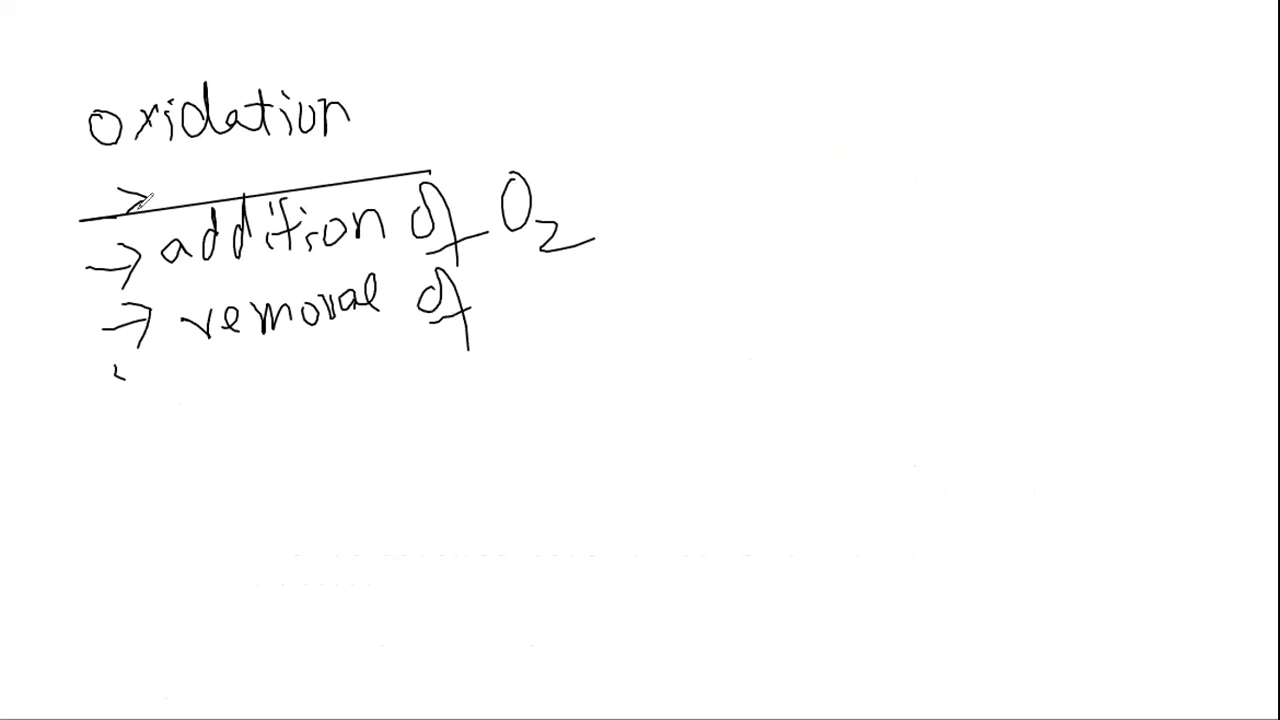 oxidation
→
→ addition of O₂
→ removal of